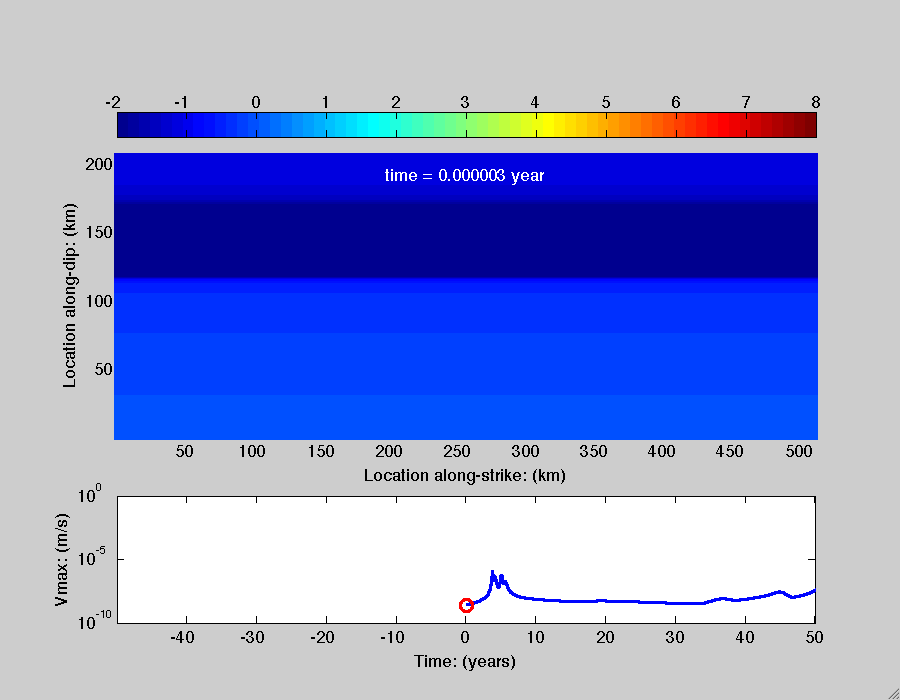 -2 -1 0 1 2 3 4 5 6 7 8
time = 0.000003 year
200
150
100
50
Location along-dip: (km)
50 100 150 200 250 300 350 400 450 500
Location along-strike: (km)
10^0
10^-5
10^-10
Vmax: (m/s)
-40 -30 -20 -10 0 10 20 30 40 50
Time: (years)